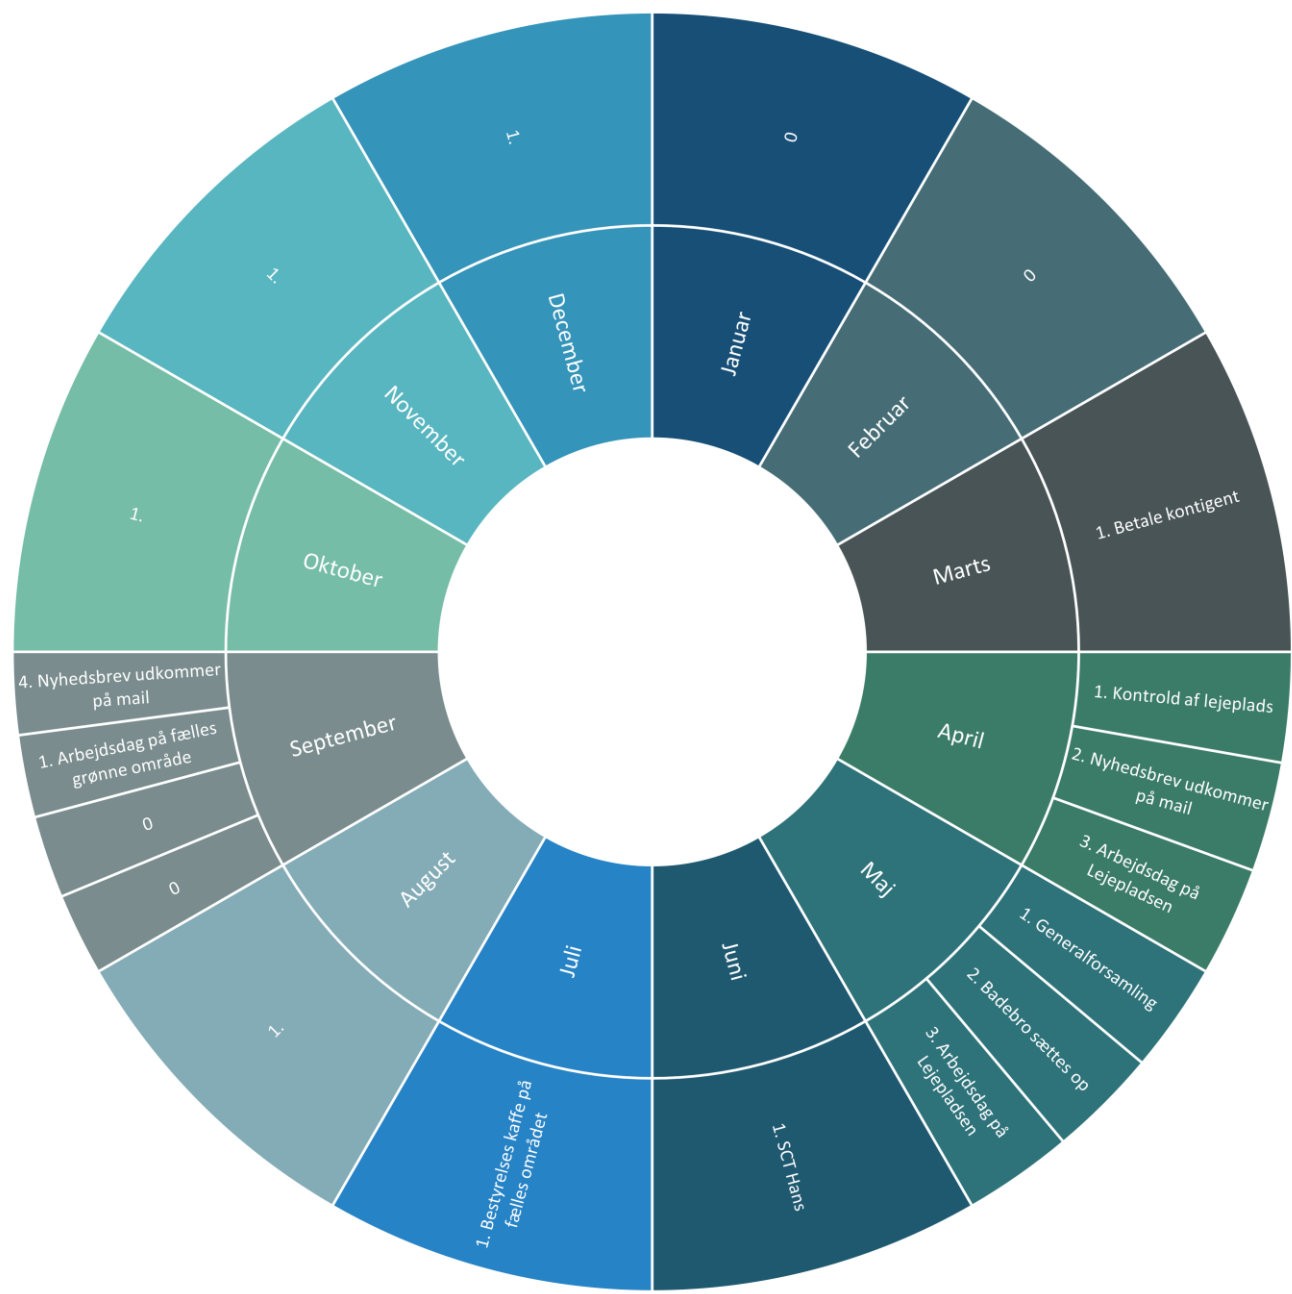 Januar
0
Februar
0
Marts
1. Betale kontigent
April
1. Kontrold af lejeplads
2. Nyhedsbrev udkommer
på mail
3. Arbejdsdag på
Lejepladsen
Maj
1. Generalforsamling
2. Badebro sættes op
3. Arbejdsdag på
Lejepladsen
Juni
1. SCT Hans
Juli
1. Bestyrelses kaffe på
fælles området
August
1.
September
0
0
1. Arbejdsdag på fælles
grønne område
4. Nyhedsbrev udkommer
på mail
Oktober
1.
November
1.
December
1.